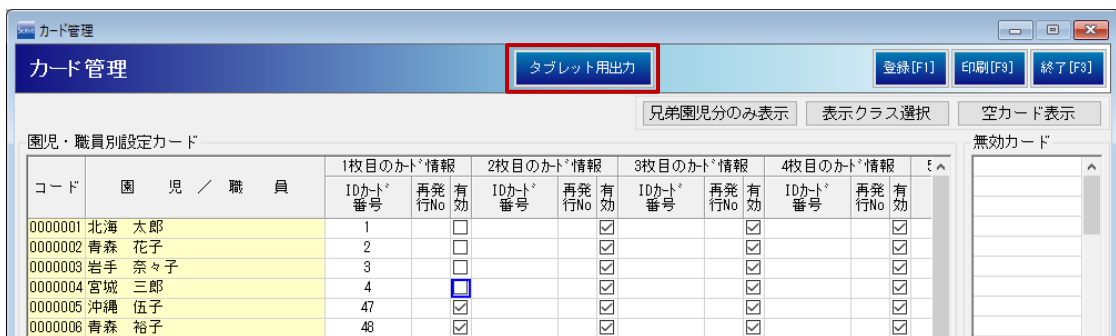 Servo カード管理
カード管理
タブレット用出力
登録[F1]
印刷[F9]
終了[F3]
兄弟園児分のみ表示
表示クラス選択
空カード表示
園児・職員別設定カード
無効カード
コード 園 児 / 職 員 1枚目のカード情報 2枚目のカード情報 3枚目のカード情報 4枚目のカード情報
IDカード番号 再発行No 有効 IDカード番号 再発行No 有効 IDカード番号 再発行No 有効 IDカード番号 再発行No 有効
0000001 北海 太郎 1
0000002 青森 花子 2
0000003 岩手 奈々子 3
0000004 宮城 三郎 4
0000005 沖縄 伍子 47
0000006 青森 裕子 48